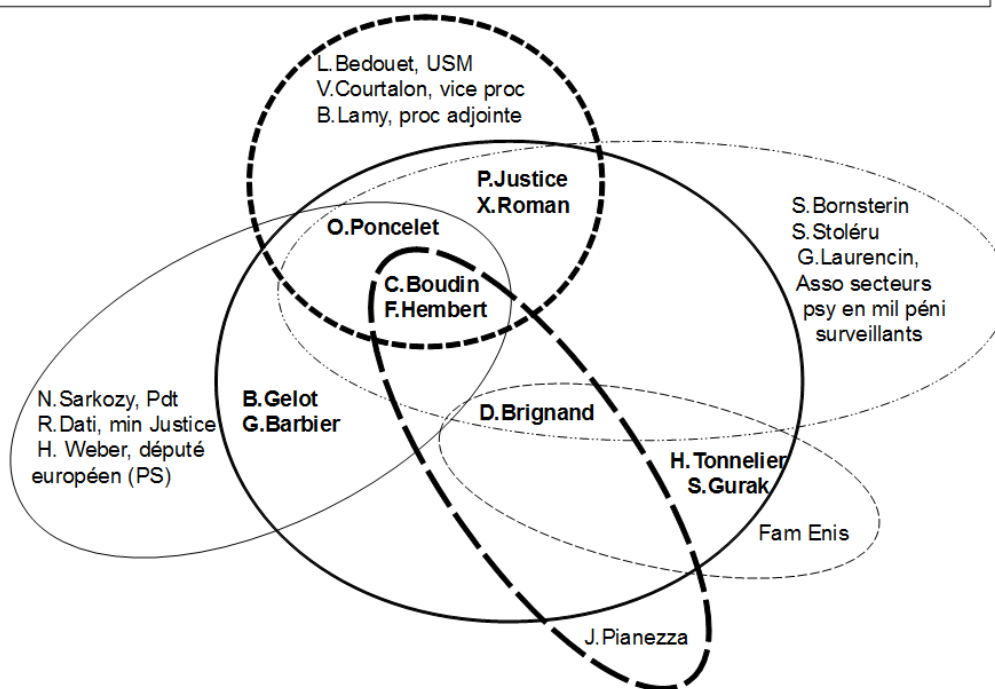 L.Bedouet, USM
V.Courtalon, vice proc
B.Lamy, proc adjointe
P.Justice
X.Roman
O.Poncelet
S.Bornsterin
S.Stoléru
G.Laurencin,
Asso secteurs
psy en mil péni
surveillants
C.Boudin
F.Hembert
N.Sarkozy, Pdt
R.Dati, min Justice
H. Weber, député
européen (PS)
B.Gelot
G.Barbier
D.Brignand
H.Tonnelier
S.Gurak
Fam Enis
J.Pianezza